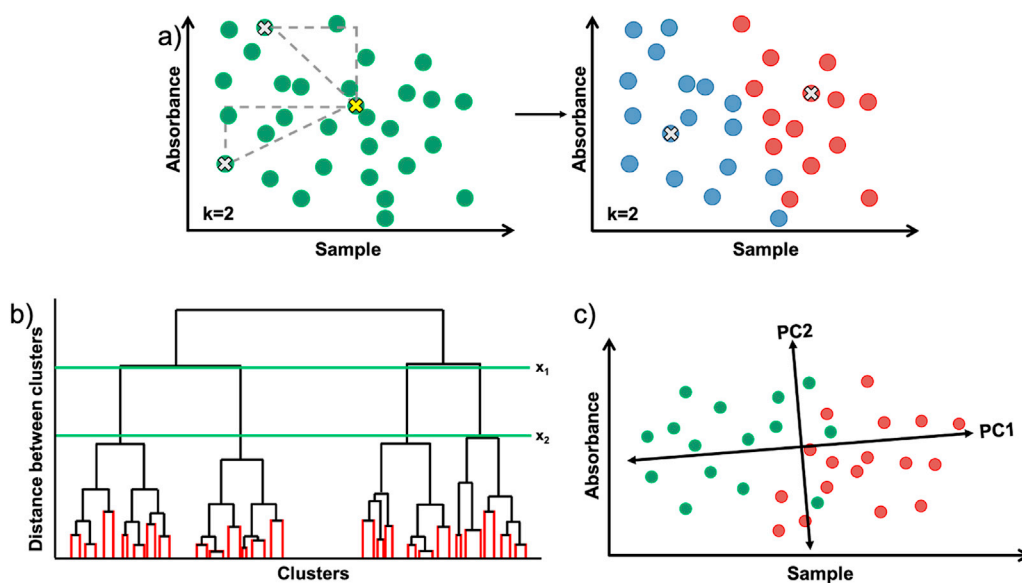 a)
Absorbance
k=2
Sample
Absorbance
k=2
Sample
b)
Distance between clusters
x1
x2
Clusters
c)
PC2
PC1
Absorbance
Sample